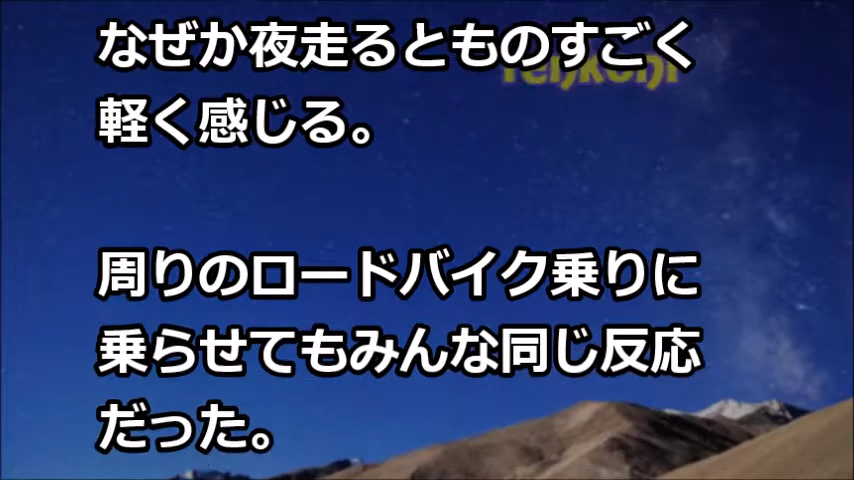 なぜか夜走るとものすごく
軽く感じる。
周りのロードバイク乗りに
乗らせてもみんな同じ反応
だった。